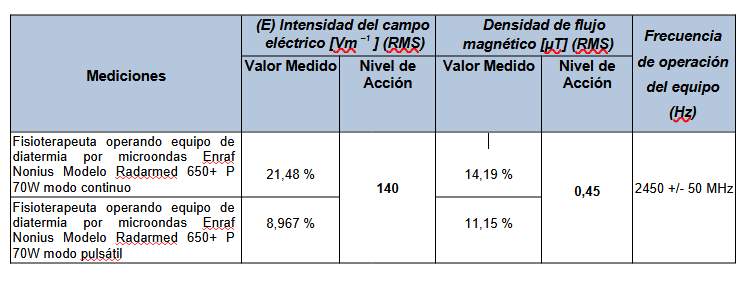 Mediciones
(E) Intensidad del campo
eléctrico [Vm⁻¹ ] (RMS)
Densidad de flujo
magnético [µT] (RMS)
Frecuencia
de operación
del equipo
(Hz)
Valor Medido
Nivel de
Acción
Valor Medido
Nivel de
Acción
Fisioterapeuta operando equipo de
diatermia por microondas Enraf
Nonius Modelo Radarmed 650+ P
70W modo continuo
21,48 %
140
14,19 %
0,45
2450 +/- 50 MHz
Fisioterapeuta operando equipo de
diatermia por microondas Enraf
Nonius Modelo Radarmed 650+ P
70W modo pulsátil
8,967 %
11,15 %